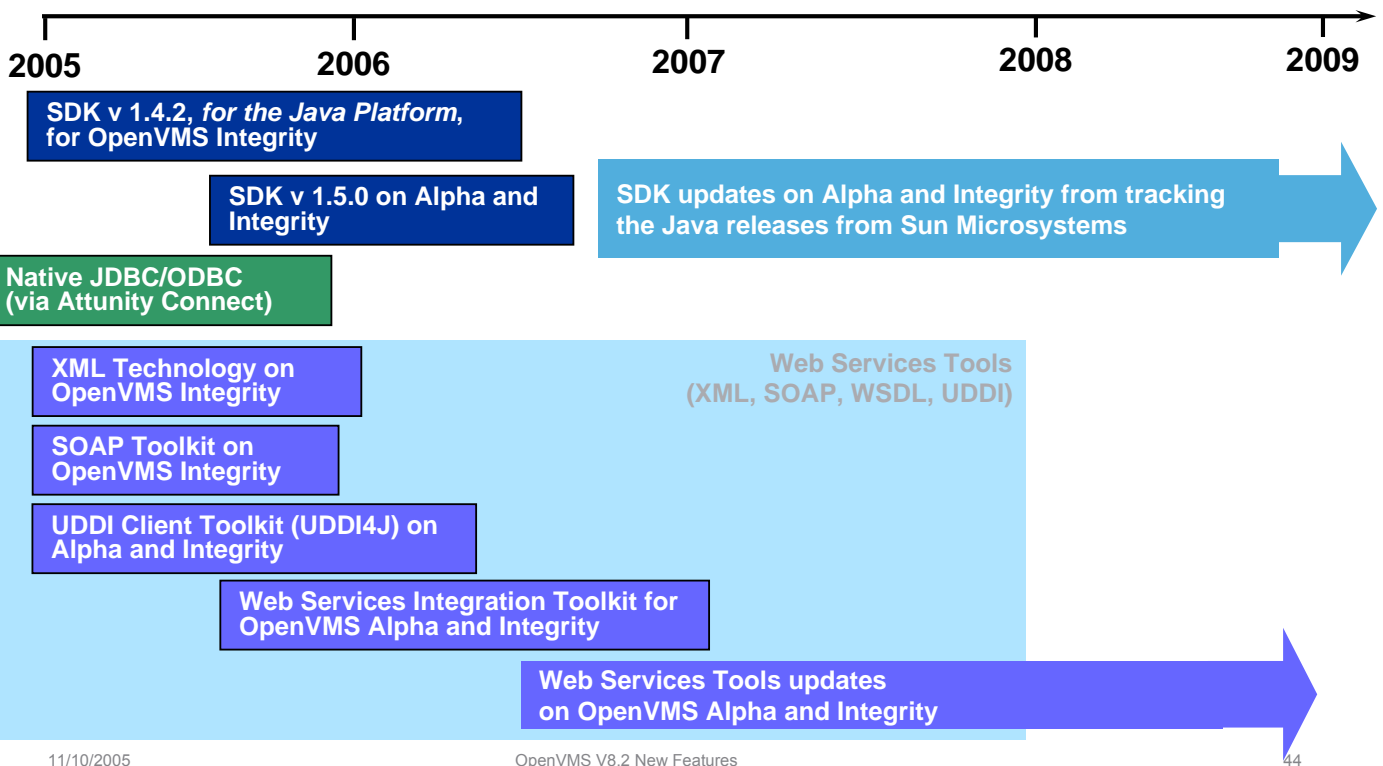 2005 2006 2007 2008 2009
SDK v 1.4.2, for the Java Platform,
for OpenVMS Integrity
SDK v 1.5.0 on Alpha and
Integrity
SDK updates on Alpha and Integrity from tracking
the Java releases from Sun Microsystems
Native JDBC/ODBC
(via Attunity Connect)
Web Services Tools
(XML, SOAP, WSDL, UDDI)
XML Technology on
OpenVMS Integrity
SOAP Toolkit on
OpenVMS Integrity
UDDI Client Toolkit (UDDI4J) on
Alpha and Integrity
Web Services Integration Toolkit for
OpenVMS Alpha and Integrity
Web Services Tools updates
on OpenVMS Alpha and Integrity
11/10/2005 OpenVMS V8.2 New Features 44